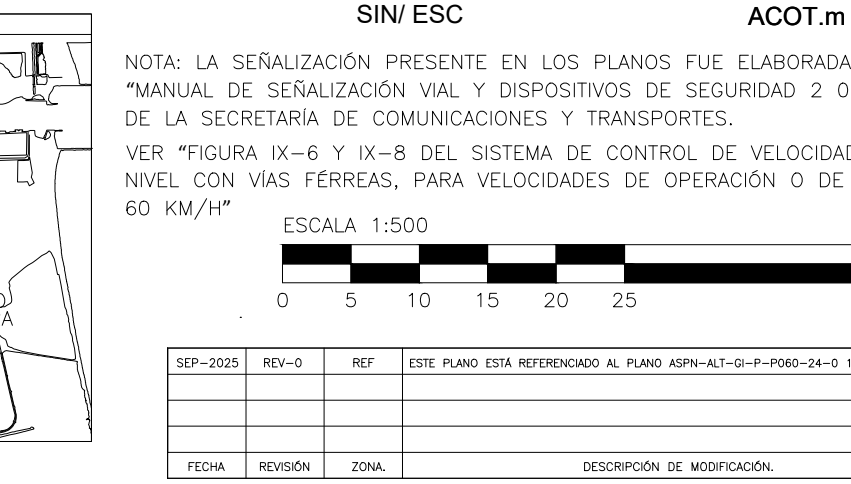 SIN/ ESC
ACOT.m
NOTA: LA SEÑALIZACIÓN PRESENTE EN LOS PLANOS FUE ELABORADA
“MANUAL DE SEÑALIZACIÓN VIAL Y DISPOSITIVOS DE SEGURIDAD 2 0
DE LA SECRETARÍA DE COMUNICACIONES Y TRANSPORTES.
VER “FIGURA IX–6 Y IX–8 DEL SISTEMA DE CONTROL DE VELOCIDAD
NIVEL CON VÍAS FÉRREAS, PARA VELOCIDADES DE OPERACIÓN O DE
60 KM/H”
ESCALA 1:500
0 5 10 15 20 25
A
SEP–2025 REV–0 REF ESTE PLANO ESTÁ REFERENCIADO AL PLANO ASPN–ALT–GI–P–P060–24–0 1
FECHA REVISIÓN ZONA. DESCRIPCIÓN DE MODIFICACIÓN.